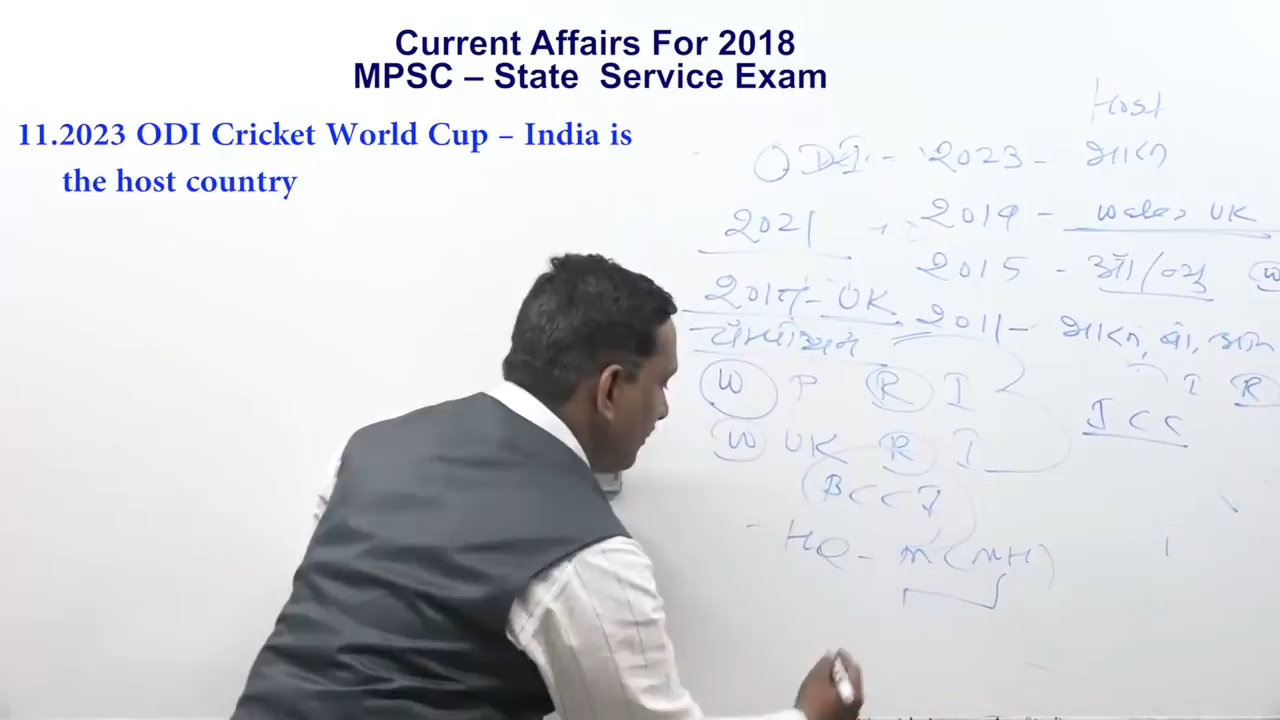 Current Affairs For 2018
MPSC – State Service Exam
11.2023 ODI Cricket World Cup – India is
the host country
Host
ODI - 2023 - भारत
2021
2019 - Wales UK
2015 - ऑ/न्यू W
2017 - UK
2011 - भारत, बां,
चॅम्पीयन
W P R I
I R
ICC
W UK R I
BCCI
- HQ - M (MH)